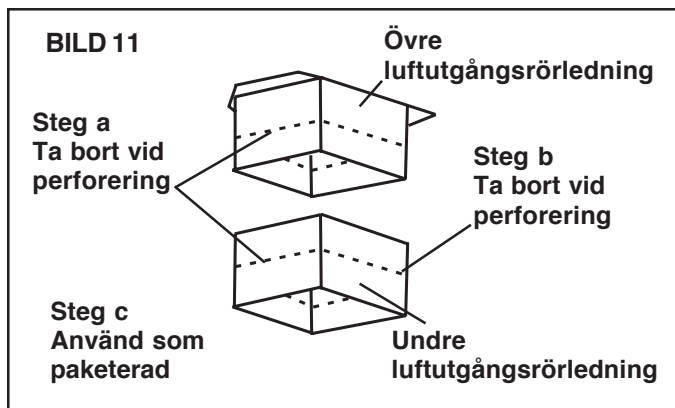 BILD 11
Övre
luftutgångsrörledning
Steg a
Ta bort vid
perforering
Steg b
Ta bort vid
perforering
Steg c
Använd som
paketerad
Undre
luftutgångsrörledning